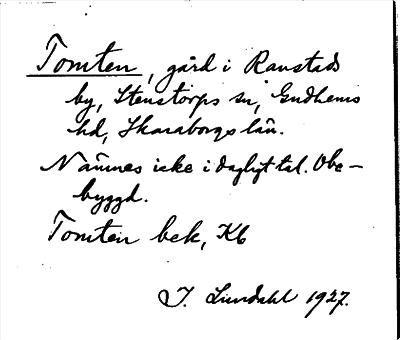 Tomten, gård i Ranstads
by, Stenstorps sn, Gudhems
hd, Skaraborgs län.
Nämnes icke i dagligt tal. Obe-
byggd.
Tomten bek, Kb
I. Lundahl 1927.